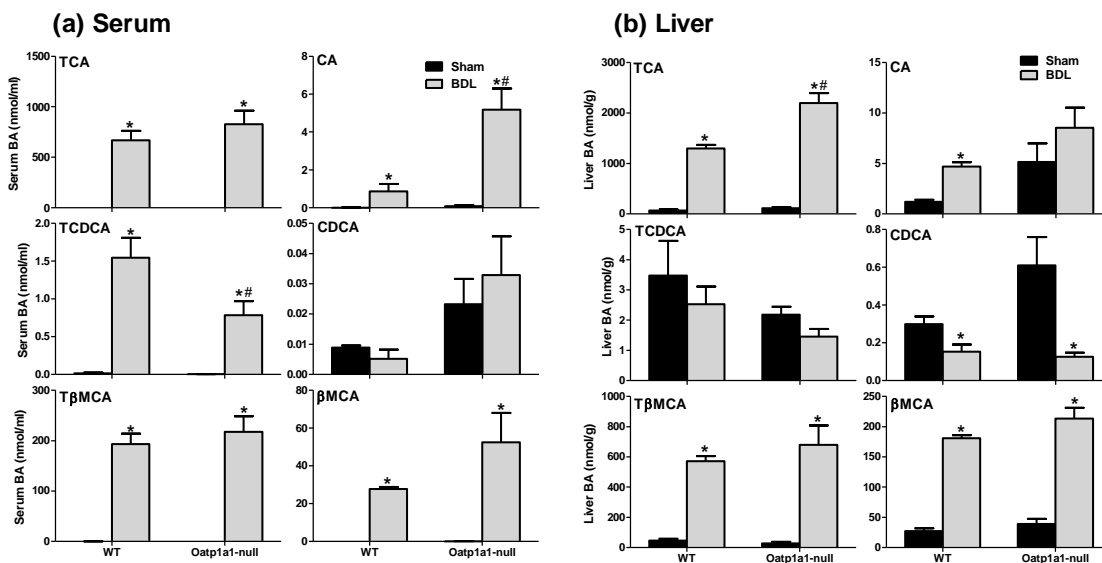 (a) Serum
(b) Liver
TCA
1500
1000
500
0
Serum BA (nmol/ml)
*
*
CA
8
6
4
2
0
Sham
BDL
*
*#
TCDCA
2.0
1.5
1.0
0.5
0.0
Serum BA (nmol/ml)
*
*#
CDCA
0.05
0.04
0.03
0.02
0.01
0.00
TβMCA
300
200
100
0
Serum BA (nmol/ml)
*
*
WT
Oatp1a1-null
βMCA
80
60
40
20
0
*
*
WT
Oatp1a1-null
TCA
3000
2000
1000
0
Liver BA (nmol/g)
*
*#
CA
15
10
5
0
Sham
BDL
*
TCDCA
5
4
3
2
1
0
Liver BA (nmol/g)
CDCA
0.8
0.6
0.4
0.2
0.0
*
*
TβMCA
1000
800
600
400
200
0
Liver BA (nmol/g)
*
*
WT
Oatp1a1-null
βMCA
250
200
150
100
50
0
*
*
WT
Oatp1a1-null